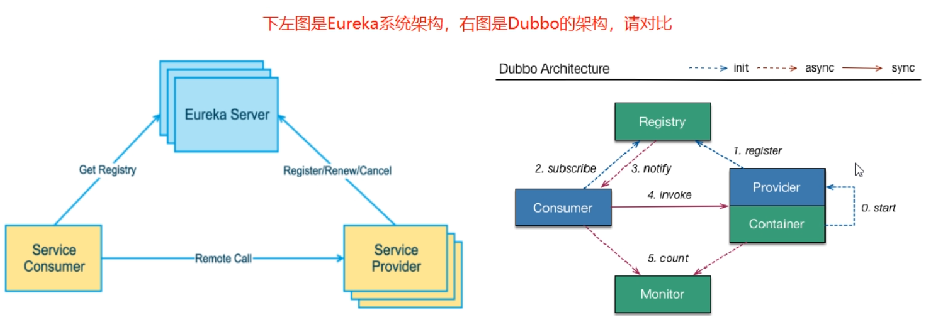 下左图是Eureka系统架构，右图是Dubbo的架构，请对比
Eureka Server
Get Registry
Register/Renew/Cancel
Service
Consumer
Remote Call
Service
Provider
Dubbo Architecture
init
async
sync
Registry
1. register
2. subscribe
3. notify
Provider
4. invoke
Consumer
0. start
Container
5. count
Monitor